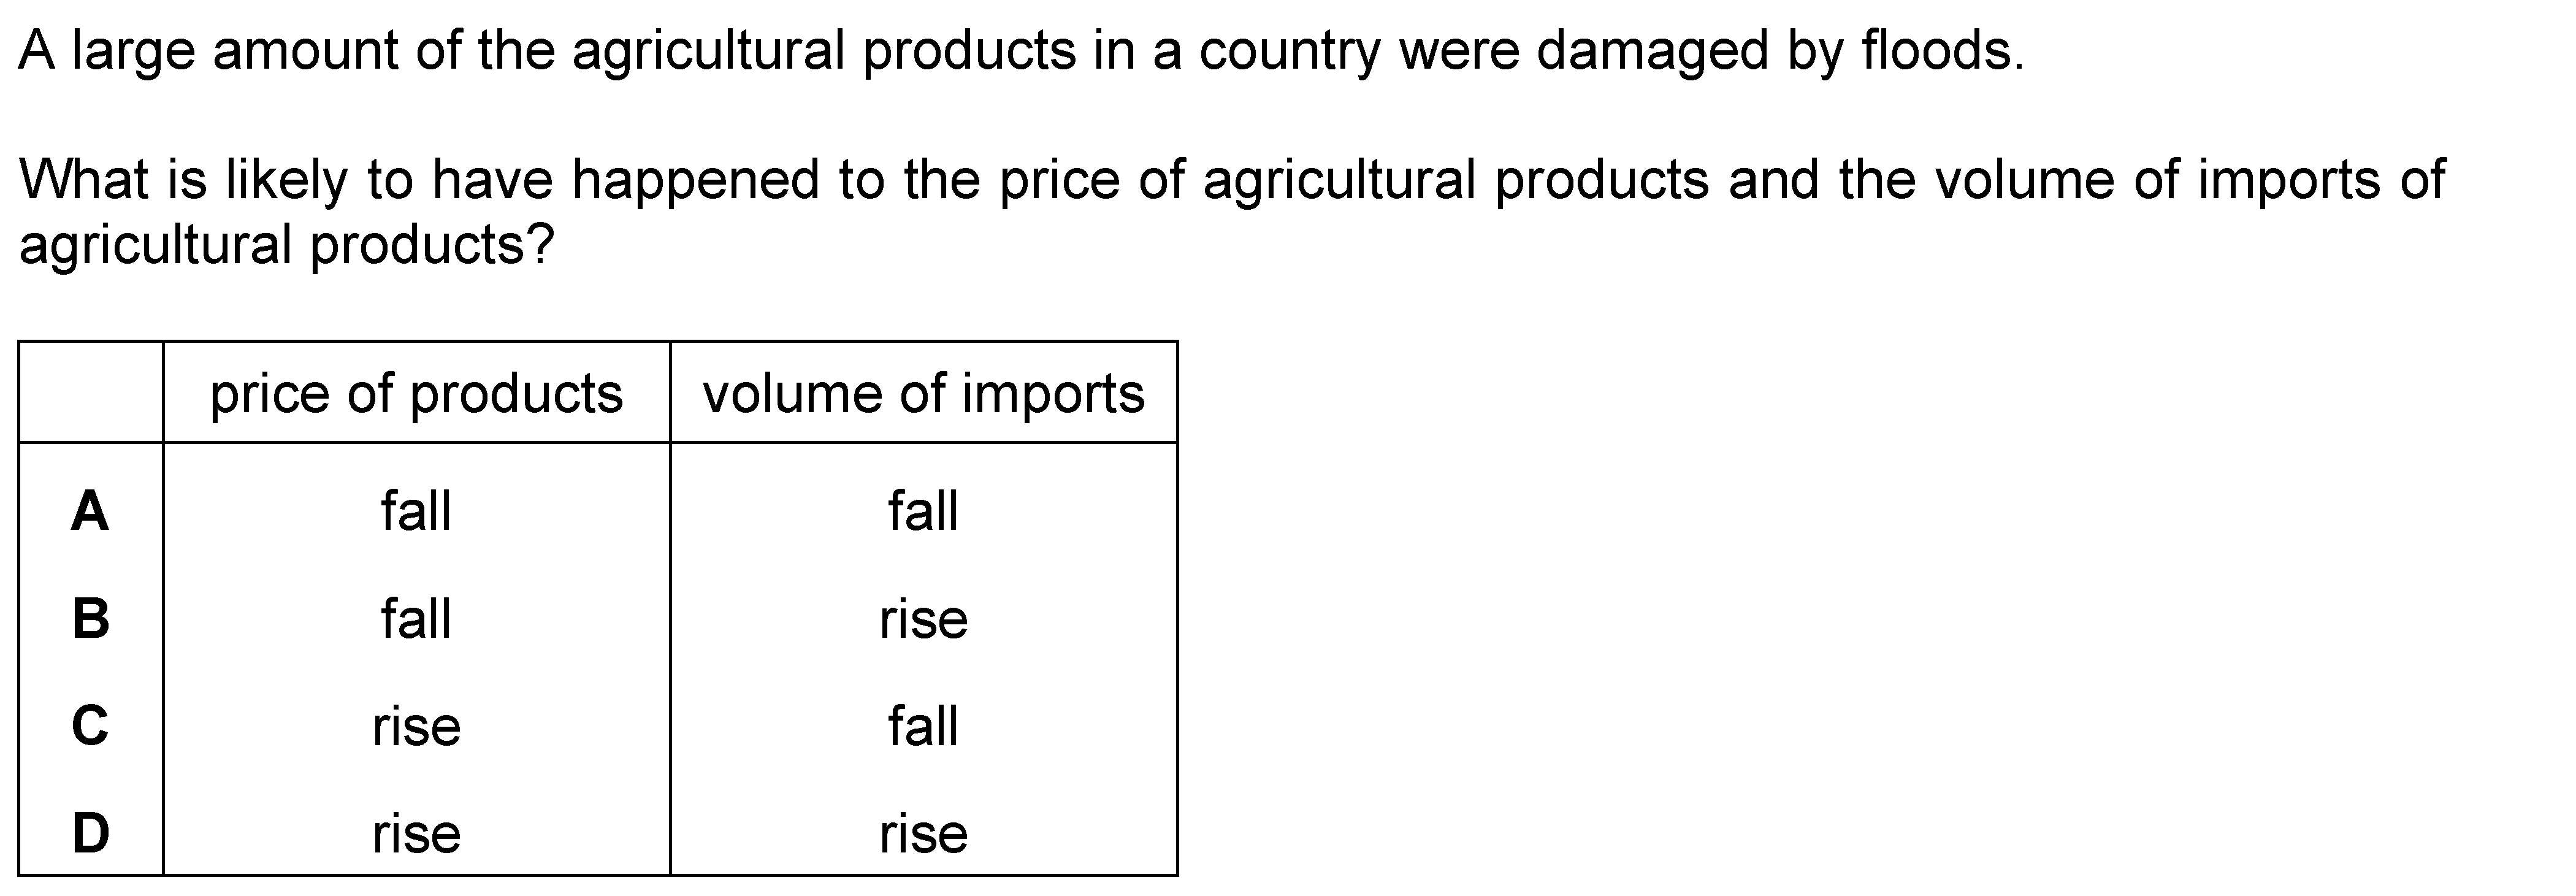 A large amount of the agricultural products in a country were damaged by floods.
What is likely to have happened to the price of agricultural products and the volume of imports of
agricultural products?
price of products volume of imports
A fall fall
B fall rise
C rise fall
D rise rise